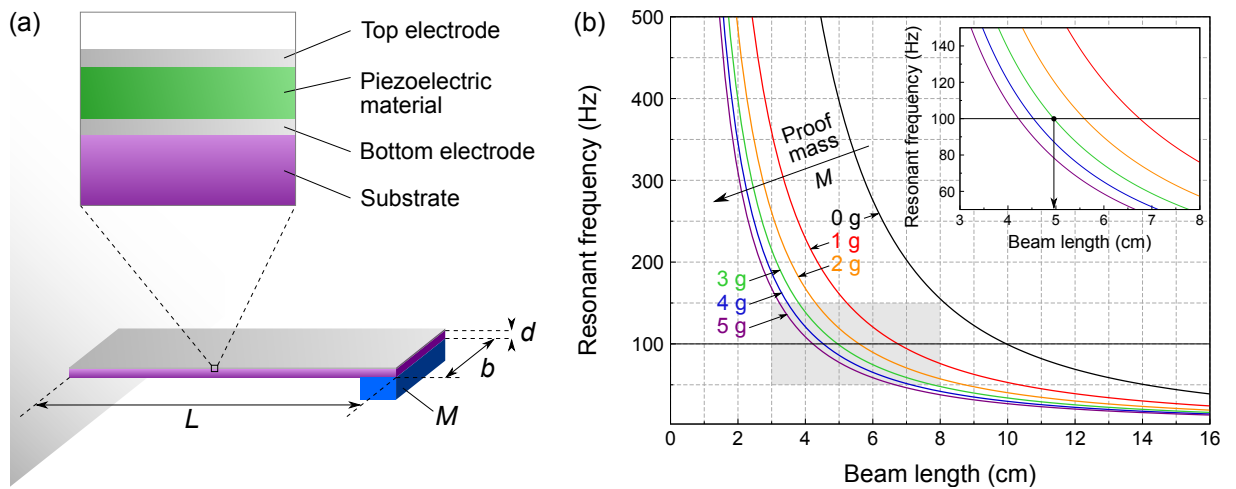 (a)
Top electrode
Piezoelectric
material
Bottom electrode
Substrate
d
b
L
M
(b)
Resonant frequency (Hz)
500
400
300
200
100
0
2
4
6
8
10
12
14
16
Beam length (cm)
Proof
mass
M
0 g
1 g
2 g
3 g
4 g
5 g
Resonant frequency (Hz)
140
120
100
80
60
3
4
5
6
7
8
Beam length (cm)